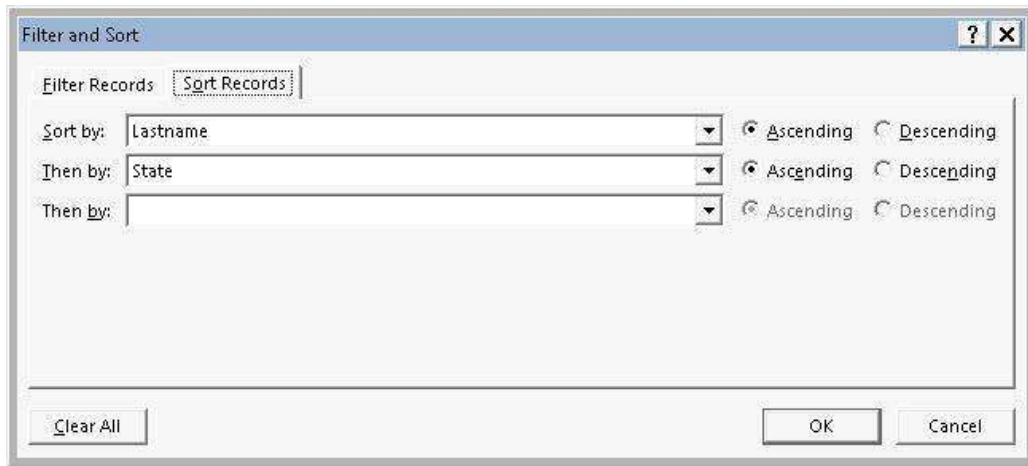 Filter and Sort ? X
Filter Records Sort Records
Sort by: Lastname Ascending Descending
Then by: State Ascending Descending
Then by: Ascending Descending
Clear All OK Cancel